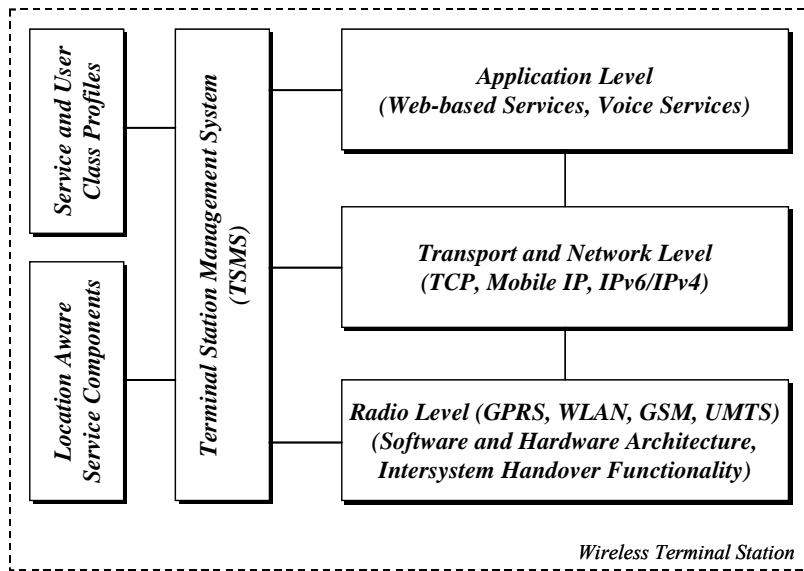 Service and User
Class Profiles
Location Aware
Service Components
Terminal Station Management System
(TSMS)
Application Level
(Web-based Services, Voice Services)
Transport and Network Level
(TCP, Mobile IP, IPv6/IPv4)
Radio Level (GPRS, WLAN, GSM, UMTS)
(Software and Hardware Architecture,
Intersystem Handover Functionality)
Wireless Terminal Station